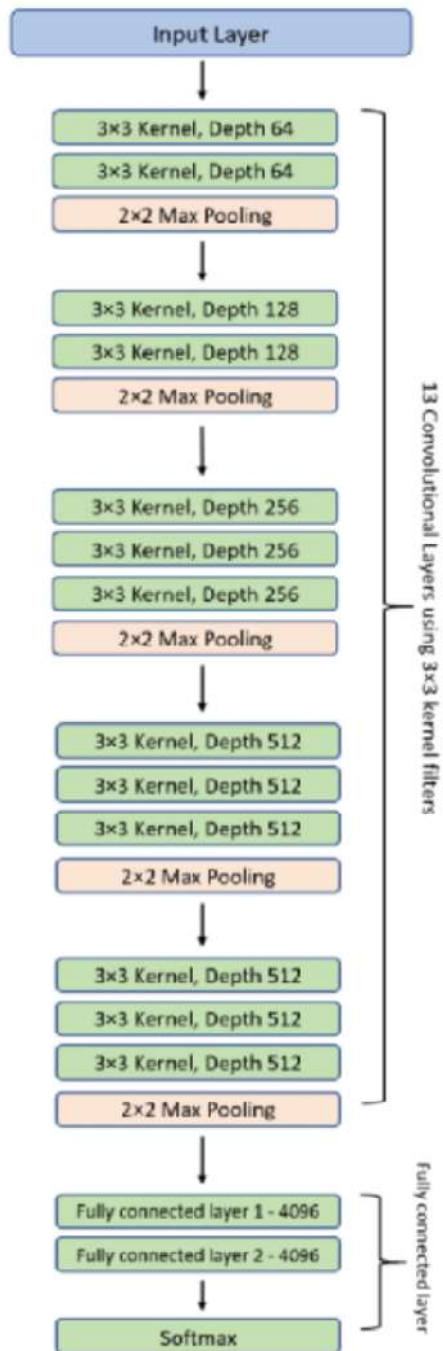 Input Layer
3×3 Kernel, Depth 64
3×3 Kernel, Depth 64
2×2 Max Pooling
3×3 Kernel, Depth 128
3×3 Kernel, Depth 128
2×2 Max Pooling
3×3 Kernel, Depth 256
3×3 Kernel, Depth 256
3×3 Kernel, Depth 256
2×2 Max Pooling
3×3 Kernel, Depth 512
3×3 Kernel, Depth 512
3×3 Kernel, Depth 512
2×2 Max Pooling
3×3 Kernel, Depth 512
3×3 Kernel, Depth 512
3×3 Kernel, Depth 512
2×2 Max Pooling
13 Convolutional Layers using 3x3 kernel filters
Fully connected layer 1 - 4096
Fully connected layer 2 - 4096
Softmax
Fully connected
layer